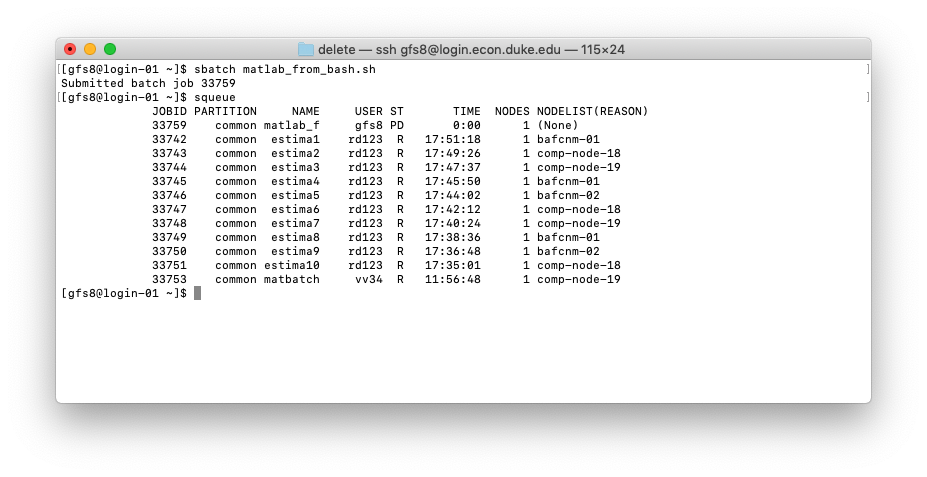 delete — ssh gfs8@login.econ.duke.edu — 115×24
[[gfs8@login-01 ~]$ sbatch matlab_from_bash.sh ]
Submitted batch job 33759
[[gfs8@login-01 ~]$ squeue ]
JOBID PARTITION NAME USER ST TIME NODES NODELIST(REASON)
33759 common matlab_f gfs8 PD 0:00 1 (None)
33742 common estima1 rd123 R 17:51:18 1 bafcnm-01
33743 common estima2 rd123 R 17:49:26 1 comp-node-18
33744 common estima3 rd123 R 17:47:37 1 comp-node-19
33745 common estima4 rd123 R 17:45:50 1 bafcnm-01
33746 common estima5 rd123 R 17:44:02 1 bafcnm-02
33747 common estima6 rd123 R 17:42:12 1 comp-node-18
33748 common estima7 rd123 R 17:40:24 1 comp-node-19
33749 common estima8 rd123 R 17:38:36 1 bafcnm-01
33750 common estima9 rd123 R 17:36:48 1 bafcnm-02
33751 common estima10 rd123 R 17:35:01 1 comp-node-18
33753 common matbatch vv34 R 11:56:48 1 comp-node-19
[gfs8@login-01 ~]$